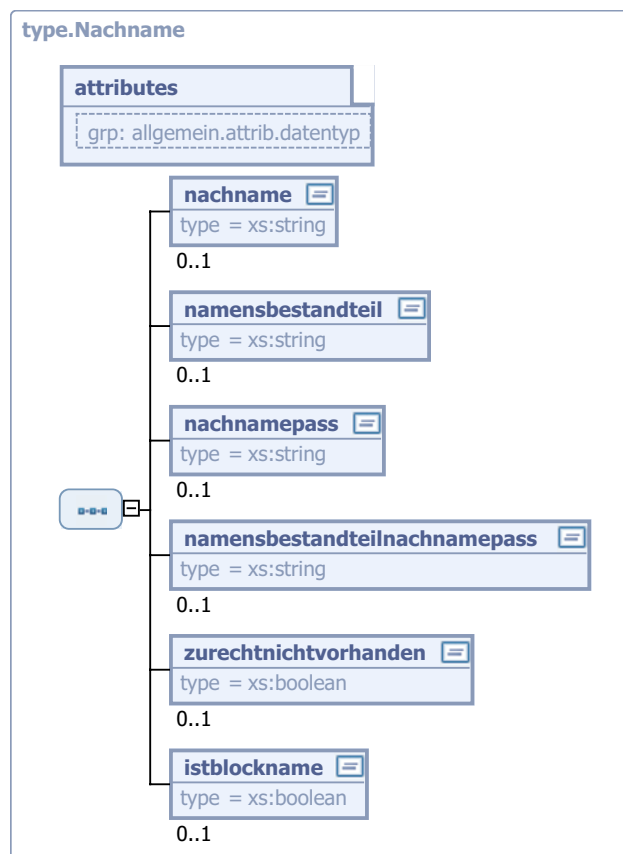 type.Nachname
attributes
grp: allgemein.attrib.datentyp
nachname
type = xs:string
0..1
namensbestandteil
type = xs:string
0..1
nachnamepass
type = xs:string
0..1
namensbestandteilnachnamepass
type = xs:string
0..1
zurechtnichtvorhanden
type = xs:boolean
0..1
istblockname
type = xs:boolean
0..1